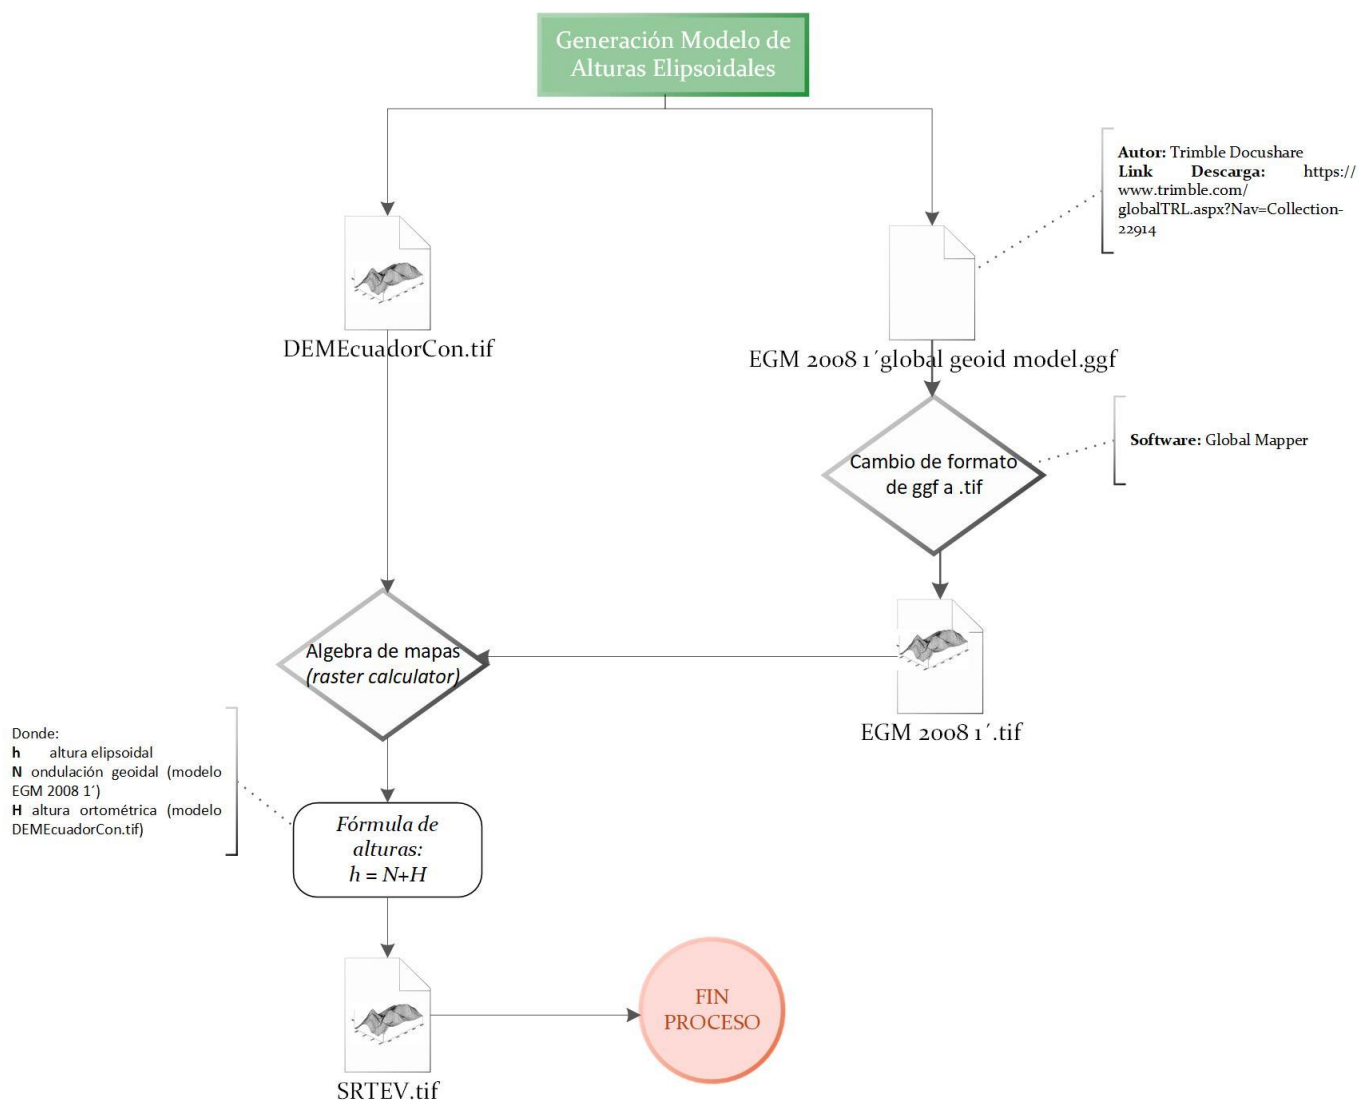 Generación Modelo de
Alturas Elipsoidales
Autor: Trimble Docushare
Link Descarga: https://
www.trimble.com/
globalTRL.aspx?Nav=Collection-
22914
DEMEcuadorCon.tif
EGM 2008 1´global geoid model.ggf
Cambio de formato
de ggf a .tif
Software: Global Mapper
Algebra de mapas
(raster calculator)
EGM 2008 1´.tif
Donde:
h altura elipsoidal
N ondulación geoidal (modelo
EGM 2008 1´)
H altura ortométrica (modelo
DEMEcuadorCon.tif)
Fórmula de
alturas:
h = N+H
FIN
PROCESO
SRTEV.tif